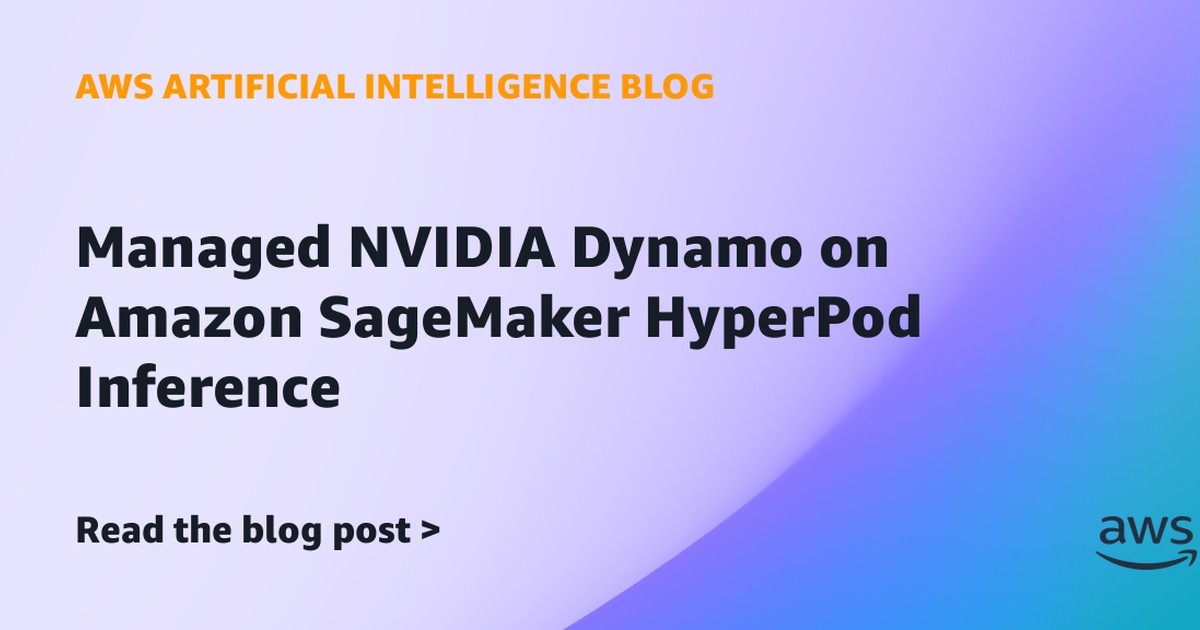 AWS ARTIFICIAL INTELLIGENCE BLOG
Managed NVIDIA Dynamo on
Amazon SageMaker HyperPod
Inference
Read the blog post >
aws